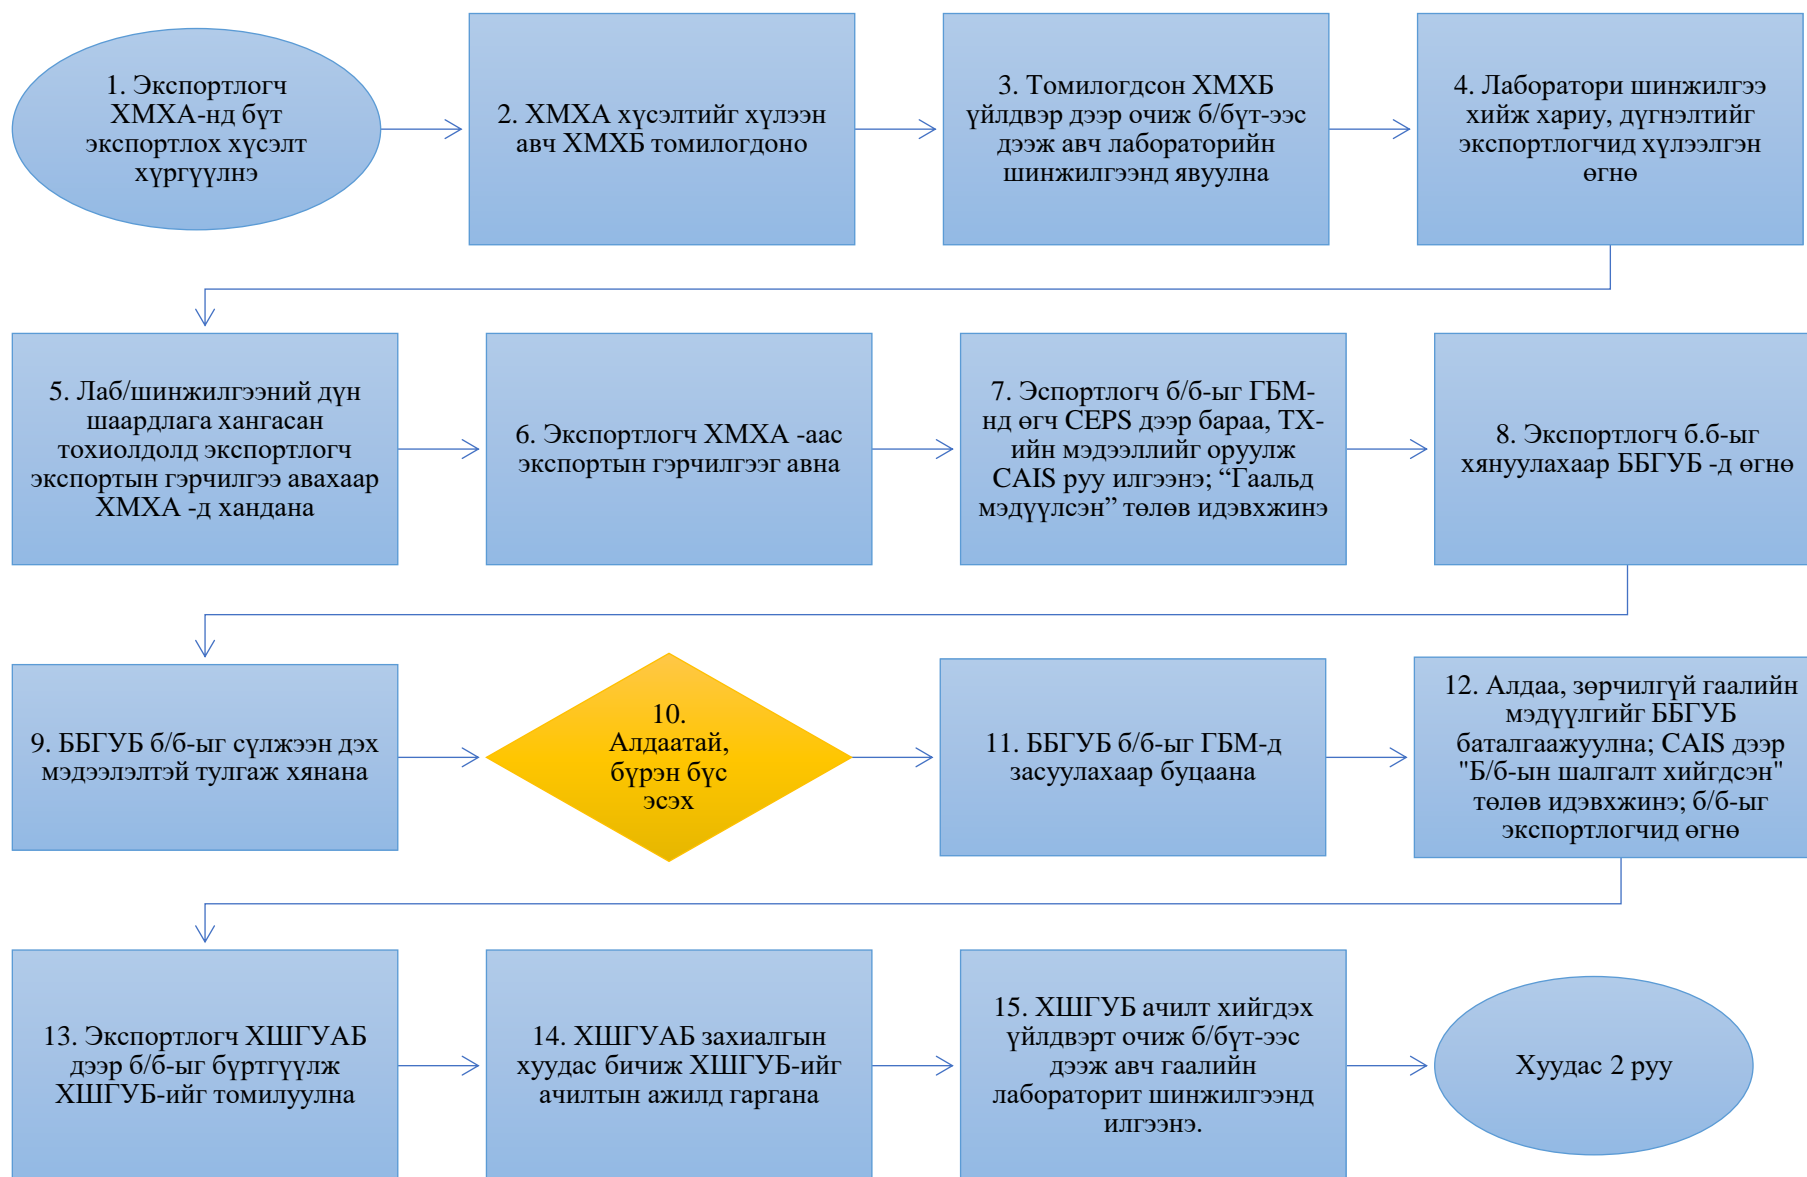 1. Экспортлогч
ХМХА-нд бүт
экспортлох хүсэлт
хүргүүлнэ
2. ХМХА хүсэлтийг хүлээн
авч ХМХБ томилогдоно
3. Томилогдсон ХМХБ
үйлдвэр дээр очиж б/бүт-ээс
дээж авч лабораторийн
шинжилгээнд явуулна
4. Лаборатори шинжилгээ
хийж хариу, дүгнэлтийг
экспортлогчид хүлээлгэн
өгнө
5. Лаб/шинжилгээний дүн
шаардлага хангасан
тохиолдолд экспортлогч
экспортын гэрчилгээ авахаар
ХМХА -д хандана
6. Экспортлогч ХМХА -аас
экспортын гэрчилгээг авна
7. Эспортлогч б/б-ыг ГБМ-
нд өгч CEPS дээр бараа, ТХ-
ийн мэдээллийг оруулж
CAIS руу илгээнэ; “Гаальд
мэдүүлсэн” төлөв идэвхжинэ
8. Экспортлогч б.б-ыг
хянуулахаар ББГУБ -д өгнө
9. ББГУБ б/б-ыг сүлжээн дэх
мэдээлэлтэй тулгаж хянана
10.
Алдаатай,
бүрэн бүс
эсэх
11. ББГУБ б/б-ыг ГБМ-д
засуулахаар буцаана
12. Алдаа, зөрчилгүй гаалийн
мэдүүлгийг ББГУБ
баталгаажуулна; CAIS дээр
"Б/б-ын шалгалт хийгдсэн"
төлөв идэвхжинэ; б/б-ыг
экспортлогчид өгнө
13. Экспортлогч ХШГУАБ
дээр б/б-ыг бүртгүүлж
ХШГУБ-ийг томилуулна
14. ХШГУАБ захиалгын
хуудас бичиж ХШГУБ-ийг
ачилтын ажилд гаргана
15. ХШГУБ ачилт хийгдэх
үйлдвэрт очиж б/бүт-ээс
дээж авч гаалийн
лабораторит шинжилгээнд
илгээнэ.
Хуудас 2 руу